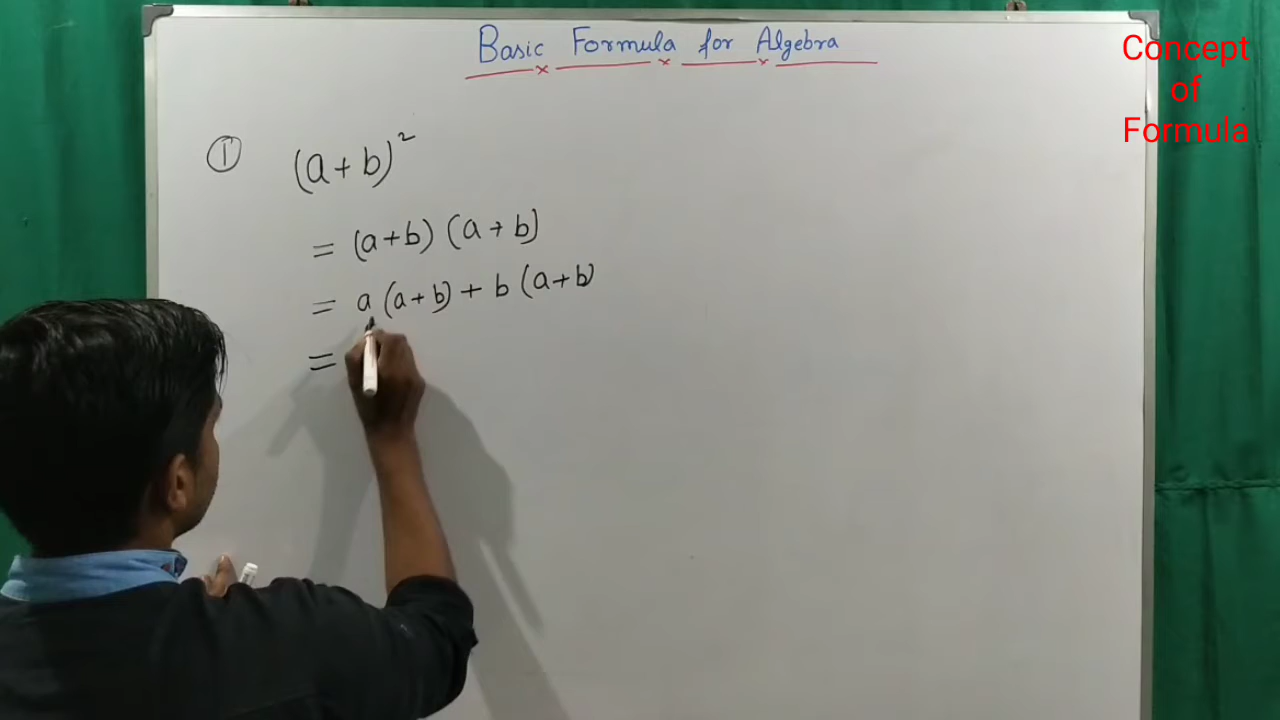 Basic Formula for Algebra
Concept
of
Formula
① (a+b)²
= (a+b) (a+b)
= a (a+b) + b (a+b)
=